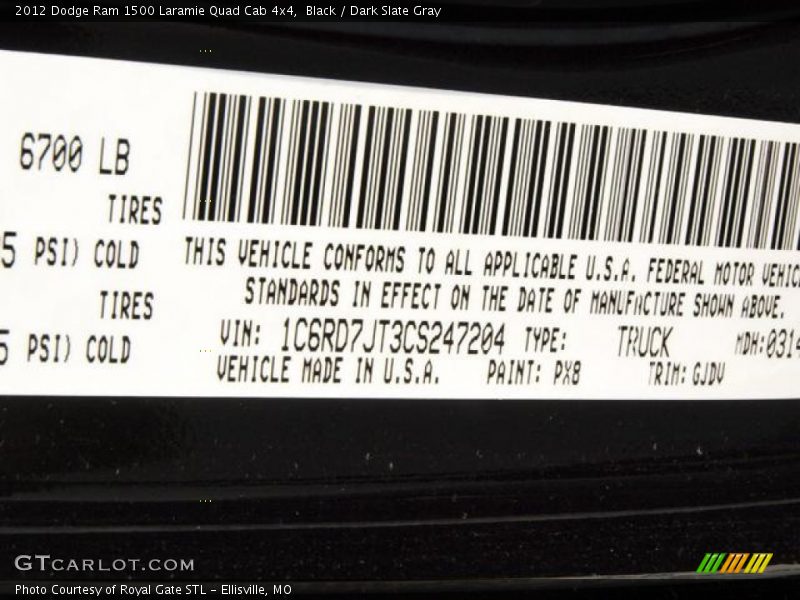 2012 Dodge Ram 1500 Laramie Quad Cab 4x4,  Black / Dark Slate Gray
6700 LB
TIRES
5 PSI) COLD
TIRES
5 PSI) COLD
THIS VEHICLE CONFORMS TO ALL APPLICABLE U.S.A. FEDERAL MOTOR VEHIC
STANDARDS IN EFFECT ON THE DATE OF MANUFACTURE SHOWN ABOVE.
VIN: 1C6RD7JT3CS247204 TYPE: TRUCK MDH:0314
VEHICLE MADE IN U.S.A. PAINT: PX8 TRIM: GJDV
GTCARLOT.COM
Photo Courtesy of Royal Gate STL - Ellisville, MO